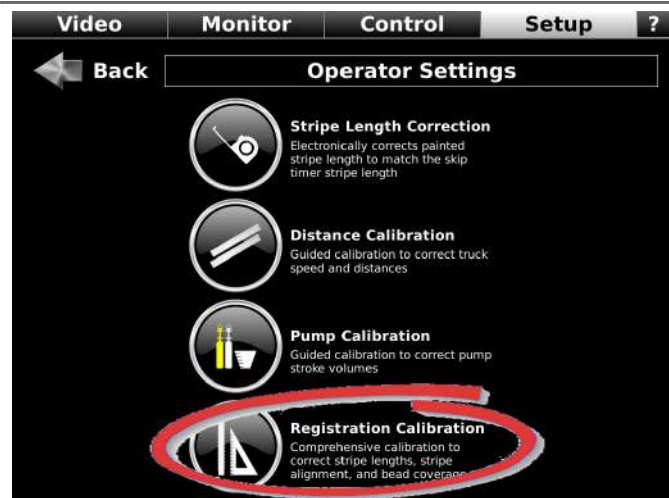 Video Monitor Control Setup ?
Back Operator Settings
Stripe Length Correction
Electronically corrects painted
stripe length to match the skip
timer stripe length
Distance Calibration
Guided calibration to correct truck
speed and distances
Pump Calibration
Guided calibration to correct pump
stroke volumes
Registration Calibration
Comprehensive calibration to
correct stripe lengths, stripe
alignment, and bead coverage